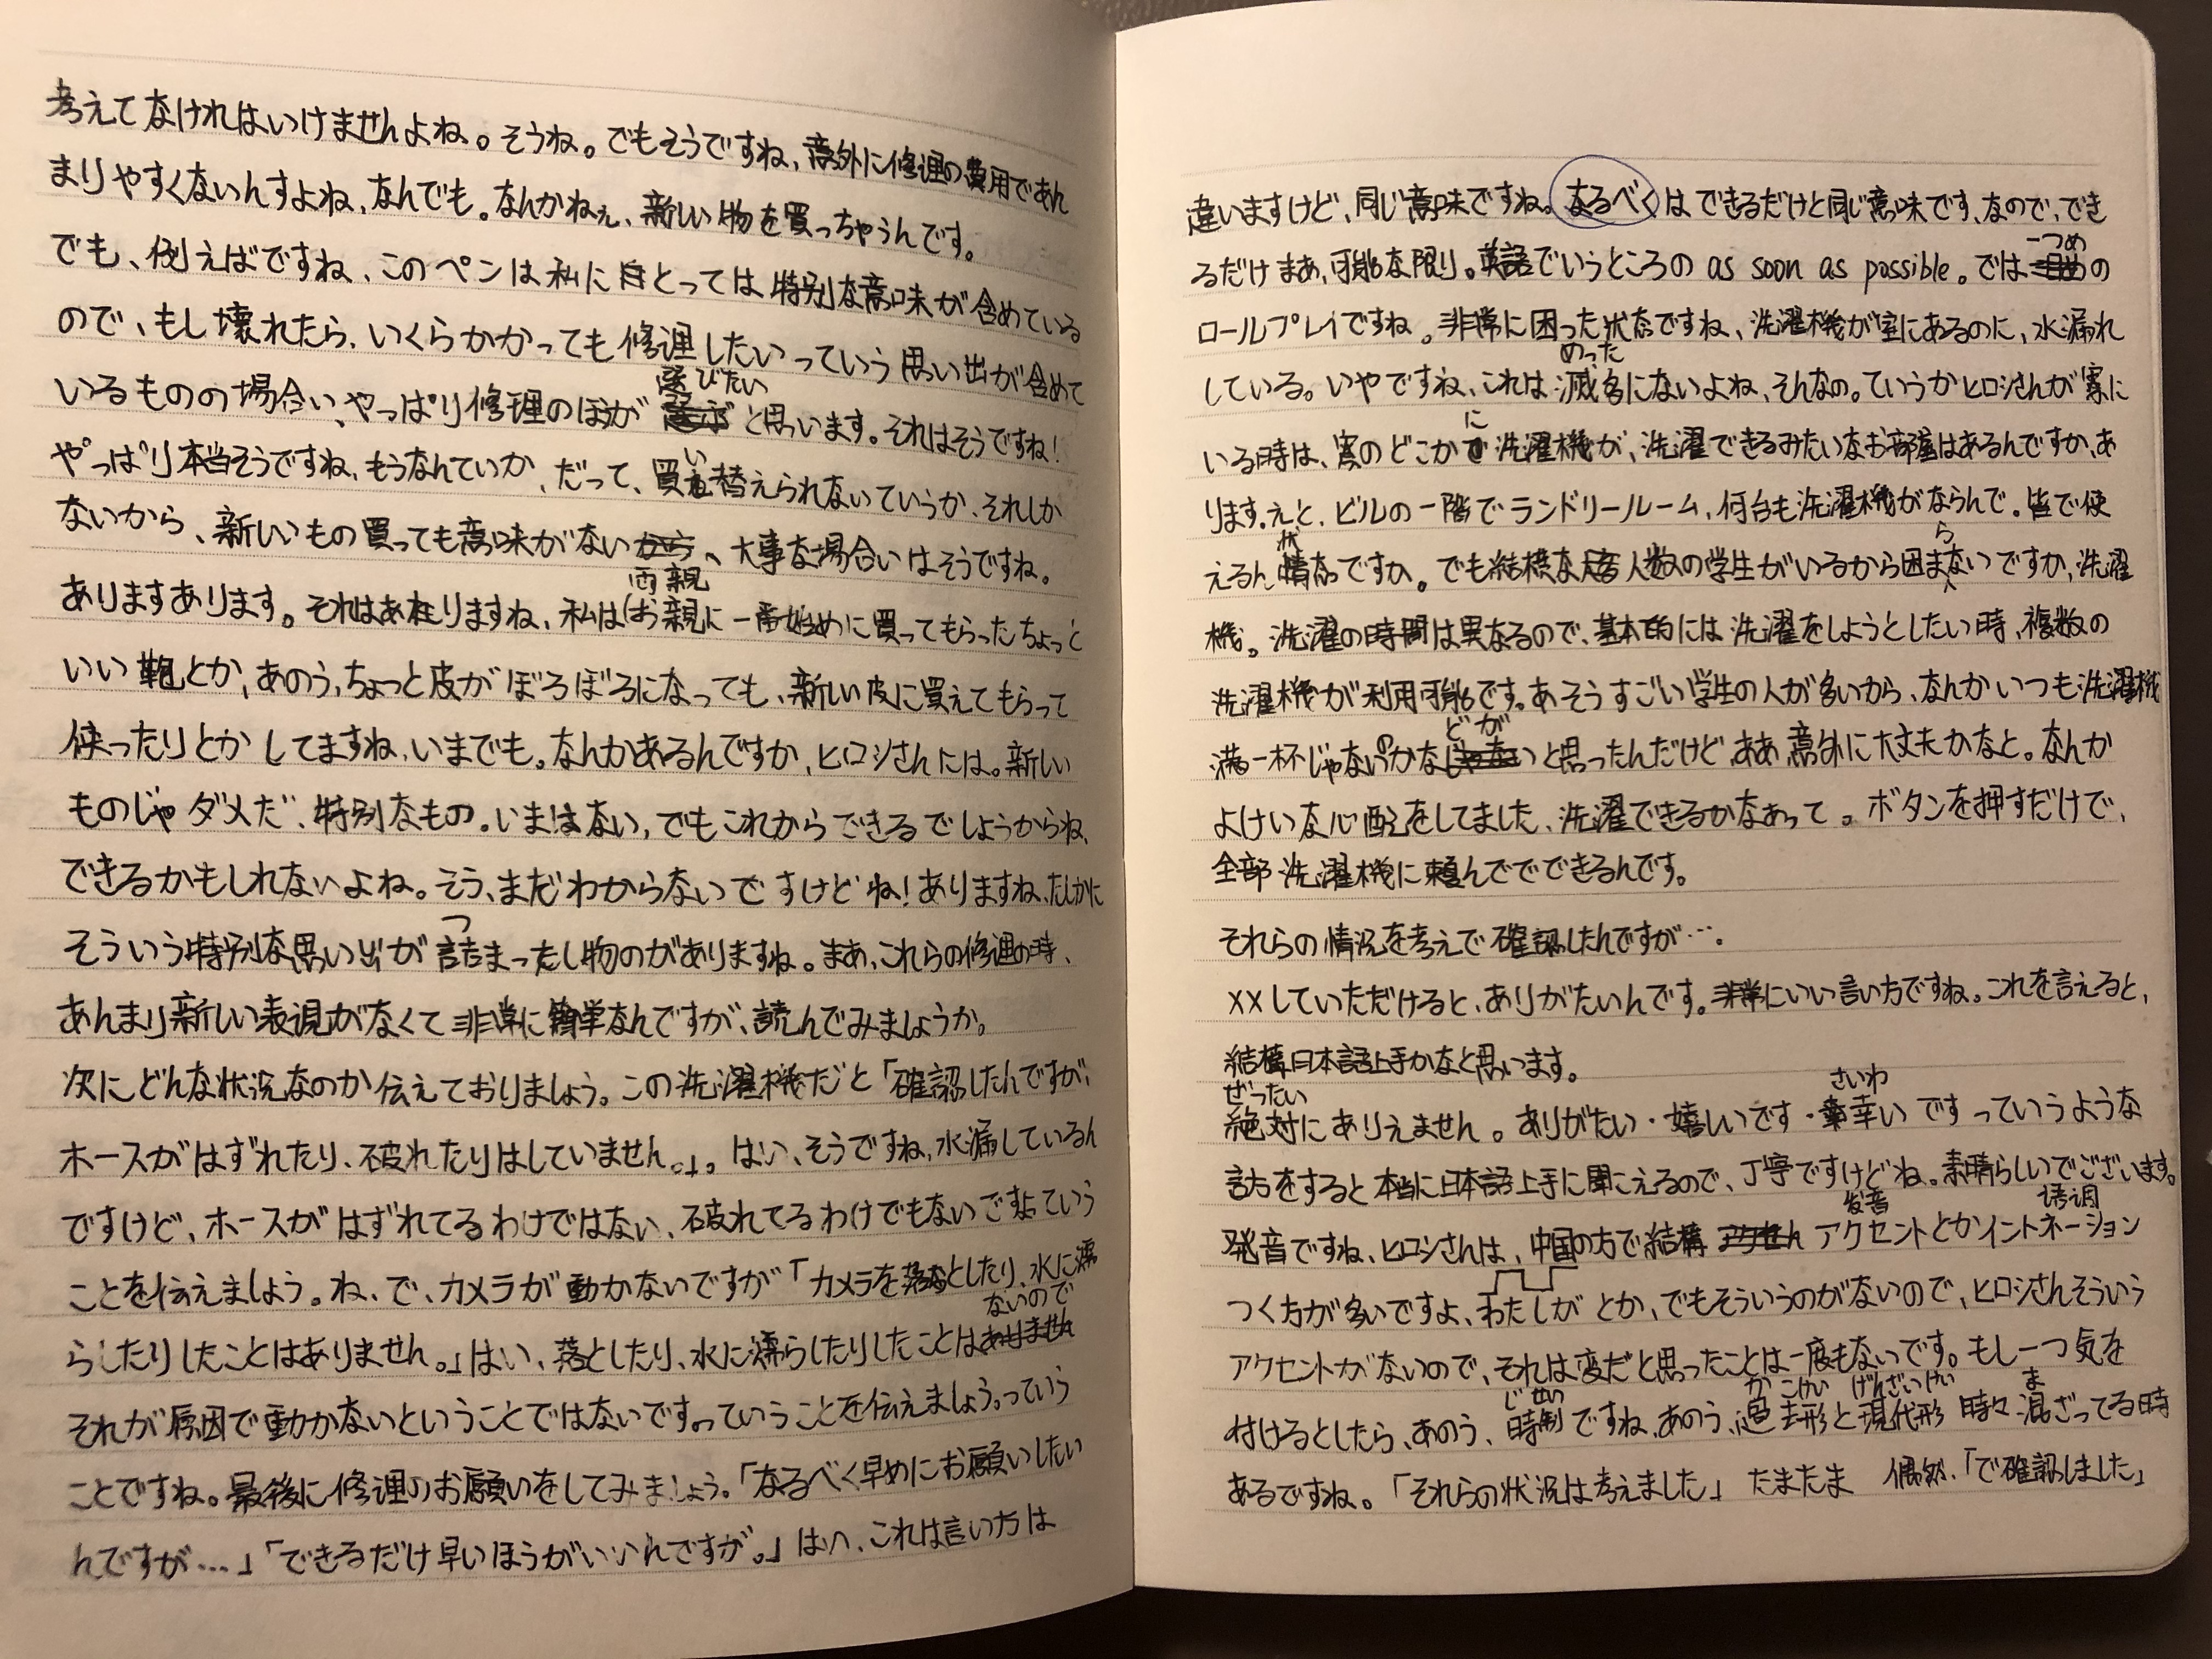 考えてなければいけませんよね。そうね。でもそうですね、意外に修理の費用であん
まりやすくないんすよね、なんでも。なんかねぇ、新しい物を買っちゃうんです。
でも、例えばですね、このペンは私にとっては特別な意味が含めている
ので、もし壊れたら、いくらかかっても修理したいっていう思い出が含めて
選びたい
いるものの場合い、やっぱり修理のほが と思います。それはそうですね!
い
やっぱり本当そうですね、もうなんていか、だって、買い替えられないていうか、それしか
ないから、新しいもの買っても意味がないから、大事な場合いはそうですね。
両親
ありますあります。それはありますね、私は(お親に一番始めに買ってもらったちょっと
いい鞄とか、あのう、ちょっと皮がぼろぼろになっても、新しい皮に買えてもらって
使ったりとかしてますね、いまでも。なんかあるんですか、ヒロシさんには。新しい
ものじゃダメだ、特別なもの。いまはない、でもこれからできるでしょうからね、
できるかもしれないよね。そう、まだわからないですけどね!ありますね、たしかに
つ
そういう特別な思い出が詰まったし物のがありますね。まあ、これらの修理の時、
あんまり新しい表現がなくて非常に簡単なんですが、読んでみましょうか。
次にどんな状況なのか伝えておりましょう。この洗濯機だと「確認したんですが、
ホースがはずれたり、破れたりはしていません。」。はい、そうですね、水漏しているん
ですけど、ホースがはずれてるわけではない、破れてるわけでもないですよっていう
ことを伝えましょう。ね、で、カメラが動かないですが「カメラを落としたり、水に濡
ないので
らしたりしたことはありません。」はい、落としたり、水に濡らしたりしたことはありません
それが原因で動かないということではないですっていうことを伝えましょうっていう
ことですね。最後に修理のお願いをしてみましょう。「なるべく早めにお願いしたい
んですが…」「できるだけ早いほうがいいんですが。」はい、これは言い方は
違いますけど、同じ意味ですね。なるべくはできるだけと同じ意味です、なので、でき
一つめ
るだけまあ、可能な限り。英語でいうところのas soon as possible。では の
ロールプレイですね。非常に困った状態ですね、洗濯機が室にあるのに、水漏れ
めった
している。いやですね、これは滅多にないよね、そんなの。ていうかヒロシさんが家に
に
いる時は、家のどこかで洗濯機が、洗濯できるみたいなお部屋はあるんですか、あ
ります。えと、ビルの一階でランドリールーム、何台も洗濯機がならんで。皆で使
状 ら
えるん情態ですか。でも結構な 人数の学生がいるから困まないですか、洗濯
機。洗濯の時間は異なるので、基本的には洗濯をしようとしたい時、複数の
洗濯機が利用可能です。あそうすごい学生の人が多いから、なんかいつも洗濯機
の どが
満一杯じゃないかなじゃないと思ったんだけど、ああ意外に大丈夫かなと。なんか
よけいな心配をしてました、洗濯できるかなあって。ボタンを押すだけで、
全部洗濯機に頼んでででできるんです。
それらの情況を考えで確認したんですが…。
××していただけると、ありがたいんです。非常にいい言い方ですね。これを言えると、
結構日本語上手かなと思います。
ぜったい さいわ
絶対にありえません。ありがたい・嬉しいです・幸いですっていうような
言方をすると本当に日本語上手に聞こえるので、丁寧ですけどね。素晴らしいでございます。
发音 语调
発音ですね、ヒロシさんは、中国の方で結構 アクセントとかイントネーション
つく方が多いですよ、わたしがとか、でもそういうのがないので、ヒロシさんそういう
アクセントがないので、それは変だと思ったことは一度もないです。もし一つ気を
じせい かこけい げんざいけい ま
付けるとしたら、あのう、時制ですね、あのう、過去形と現代形時々混ざってる時
あるですね。「それらの状況は考えました」たまたま 偶然、「で確認しました」